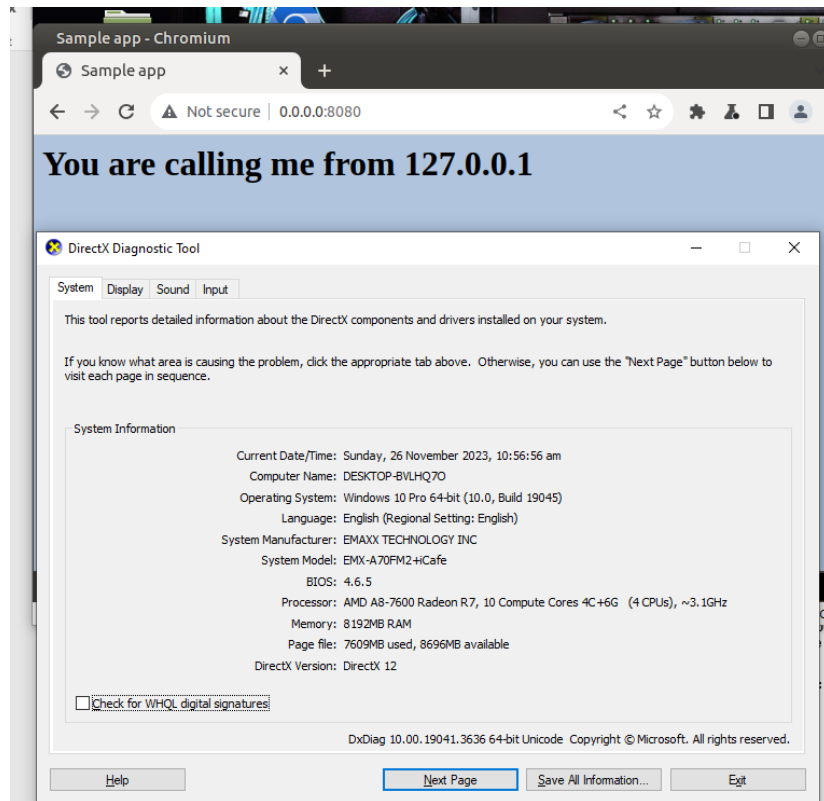 Sample app - Chromium
Sample app
Not secure 0.0.0.0:8080
You are calling me from 127.0.0.1
DirectX Diagnostic Tool
System Display Sound Input
This tool reports detailed information about the DirectX components and drivers installed on your system.
If you know what area is causing the problem, click the appropriate tab above. Otherwise, you can use the "Next Page" button below to
visit each page in sequence.
System Information
Current Date/Time: Sunday, 26 November 2023, 10:56:56 am
Computer Name: DESKTOP-BVLHQ7O
Operating System: Windows 10 Pro 64-bit (10.0, Build 19045)
Language: English (Regional Setting: English)
System Manufacturer: EMAXX TECHNOLOGY INC
System Model: EMX-A70FM2+iCafe
BIOS: 4.6.5
Processor: AMD A8-7600 Radeon R7, 10 Compute Cores 4C+6G (4 CPUs), ~3.1GHz
Memory: 8192MB RAM
Page file: 7609MB used, 8696MB available
DirectX Version: DirectX 12
Check for WHQL digital signatures
DxDiag 10.00.19041.3636 64-bit Unicode Copyright © Microsoft. All rights reserved.
Help Next Page Save All Information... Exit